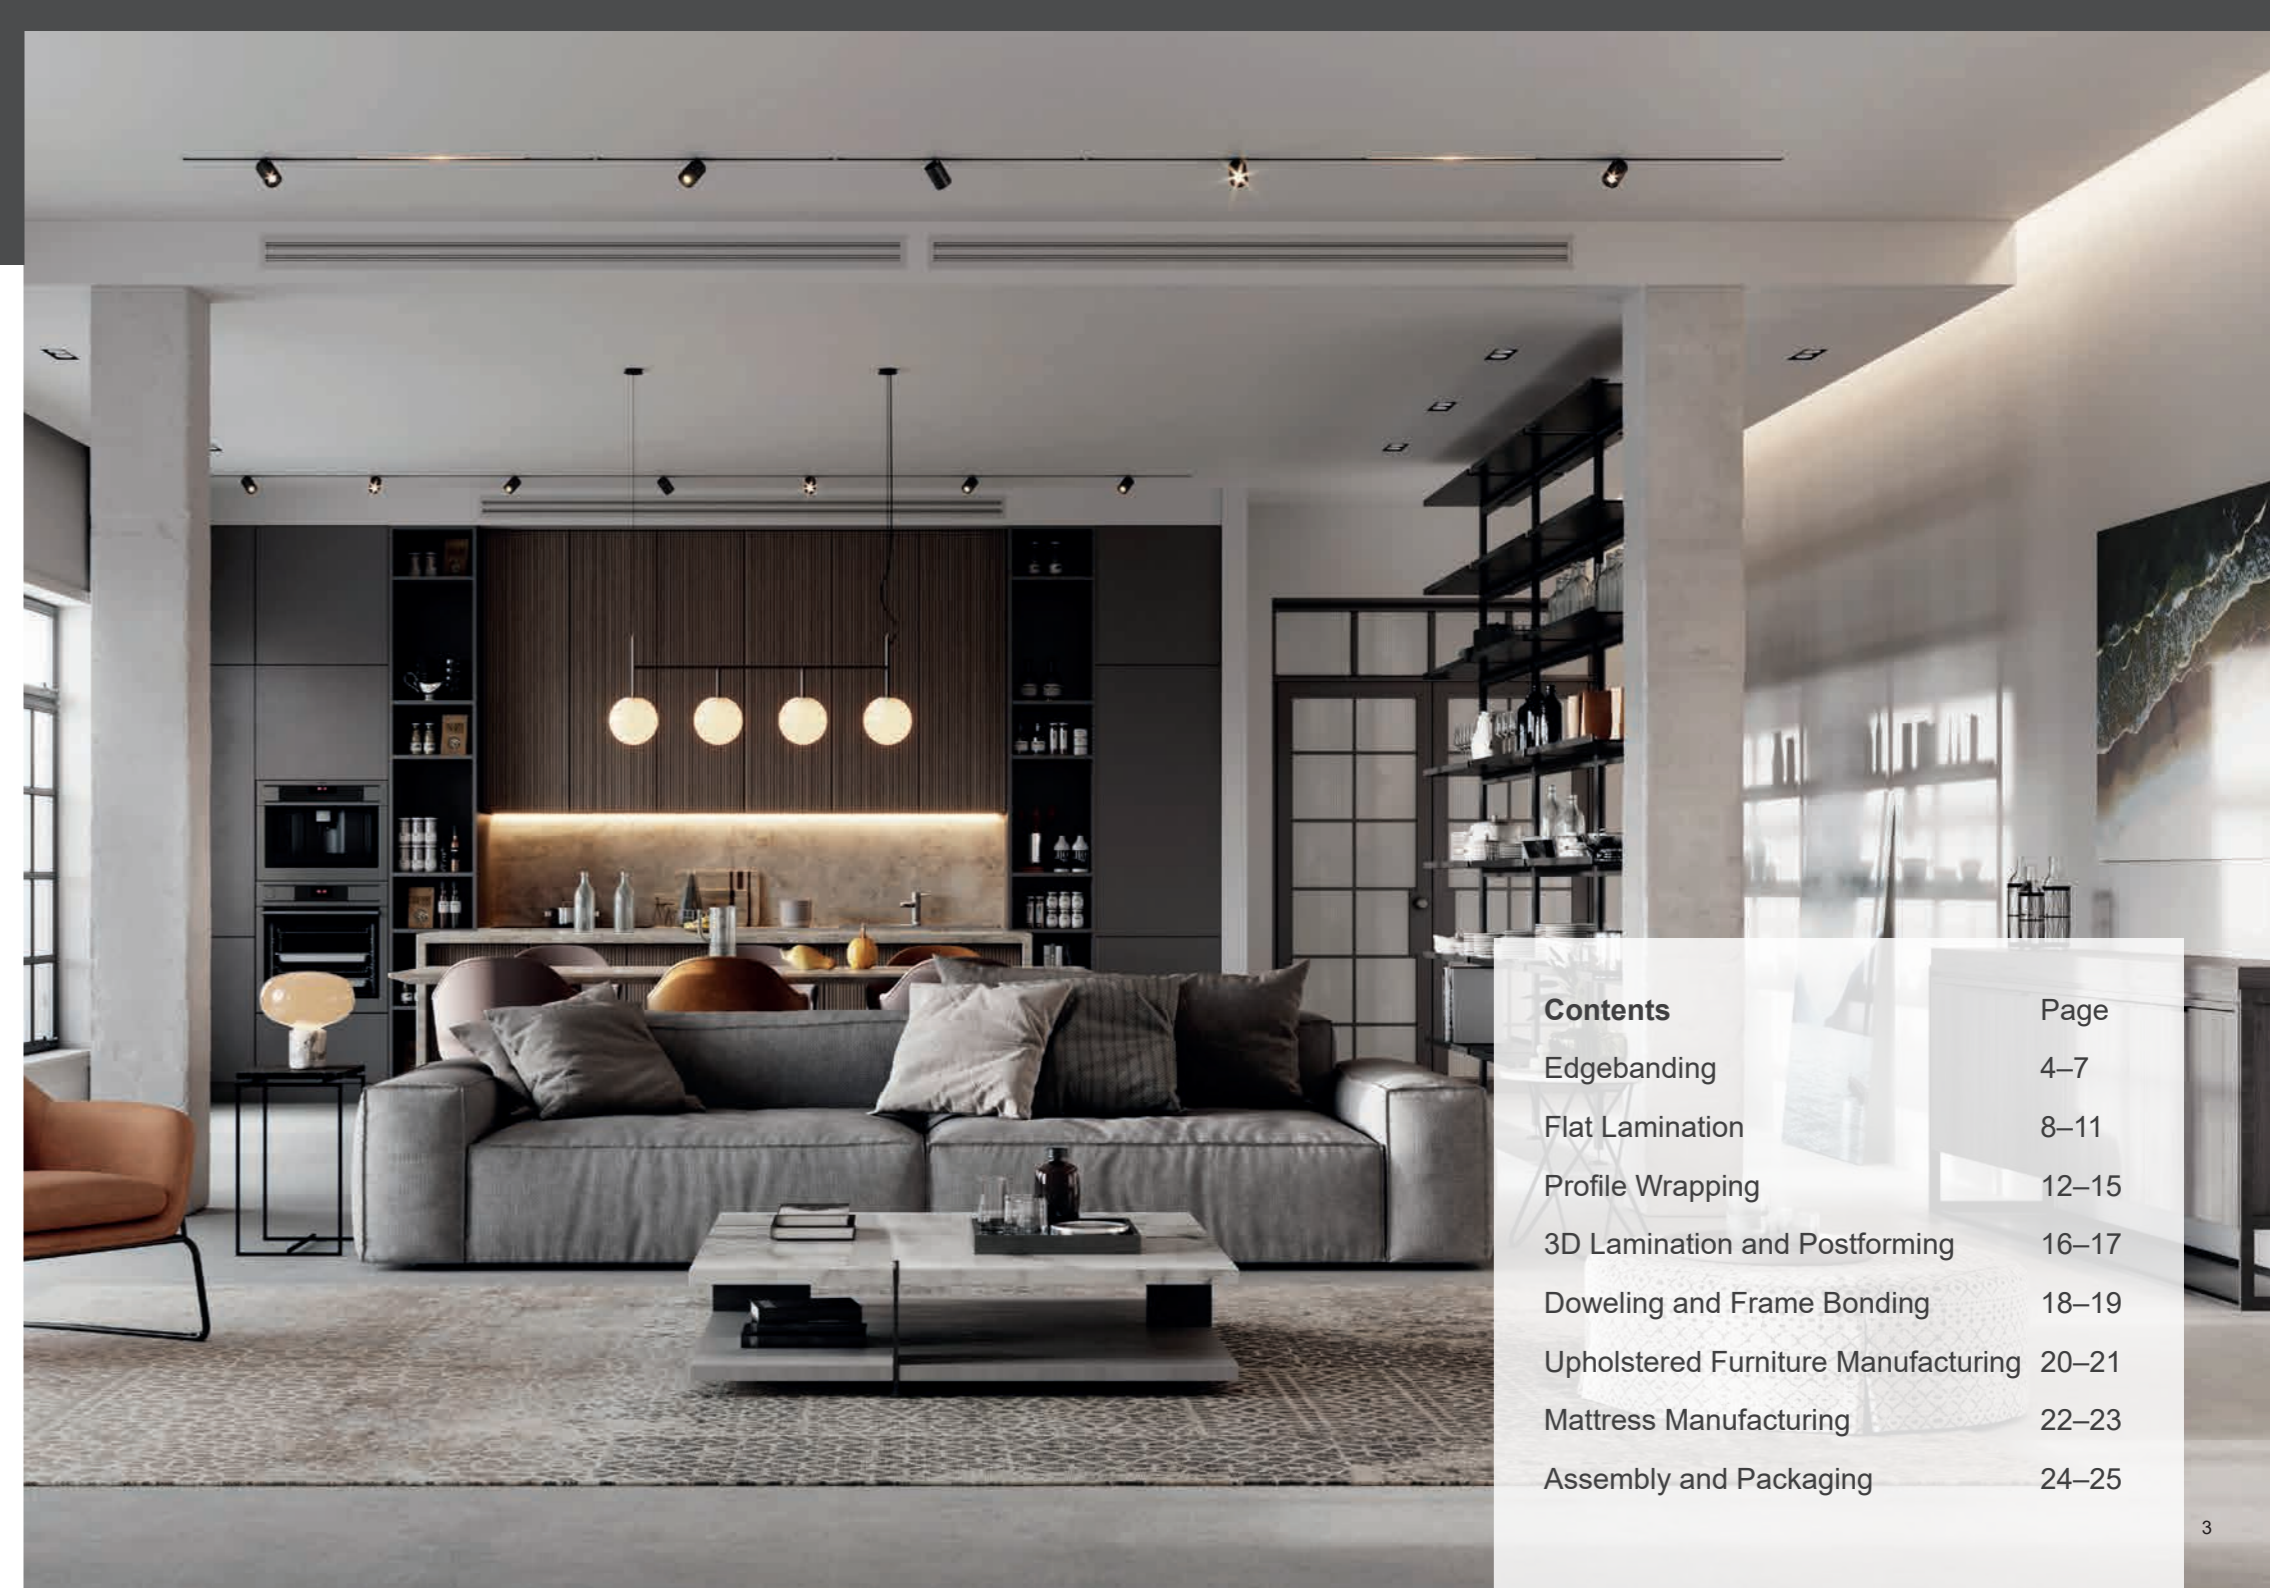 Contents Page
Edgebanding 4–7
Flat Lamination 8–11
Profile Wrapping 12–15
3D Lamination and Postforming 16–17
Doweling and Frame Bonding 18–19
Upholstered Furniture Manufacturing 20–21
Mattress Manufacturing 22–23
Assembly and Packaging 24–25
3